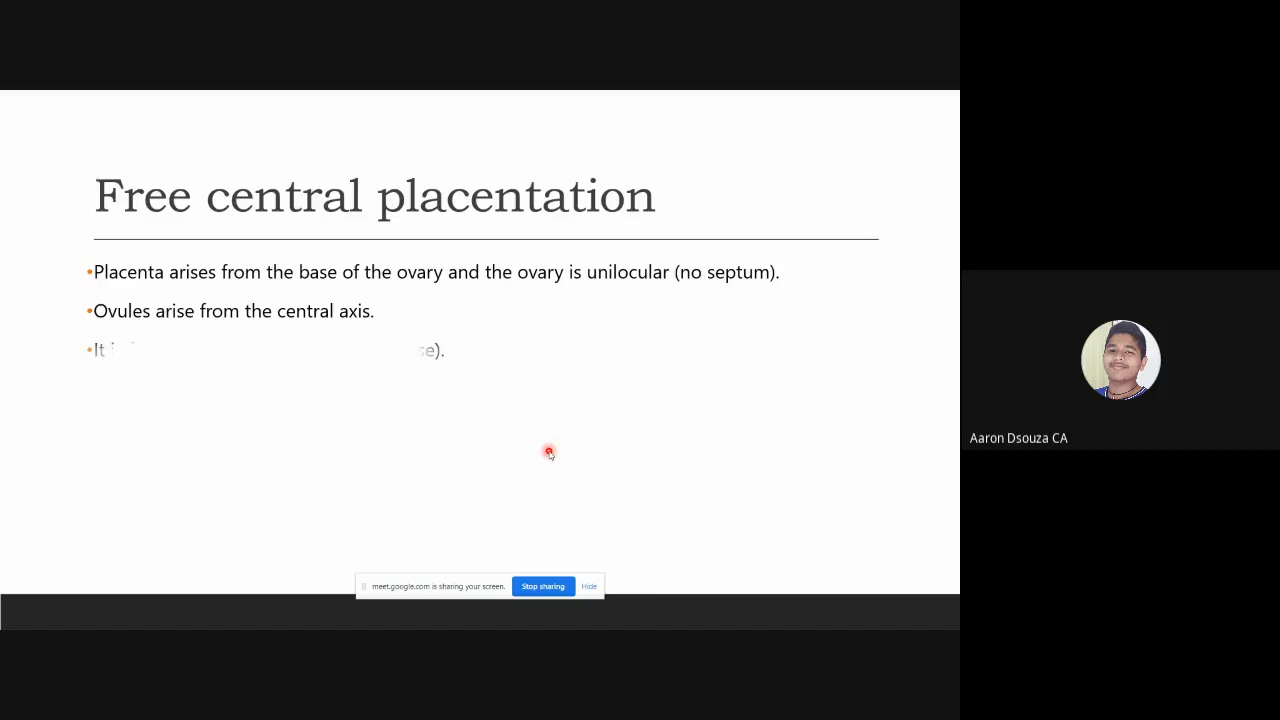 Free central placentation
•Placenta arises from the base of the ovary and the ovary is unilocular (no septum).
•Ovules arise from the central axis.
•It
meet.google.com is sharing your screen. Stop sharing Hide
Aaron Dsouza CA